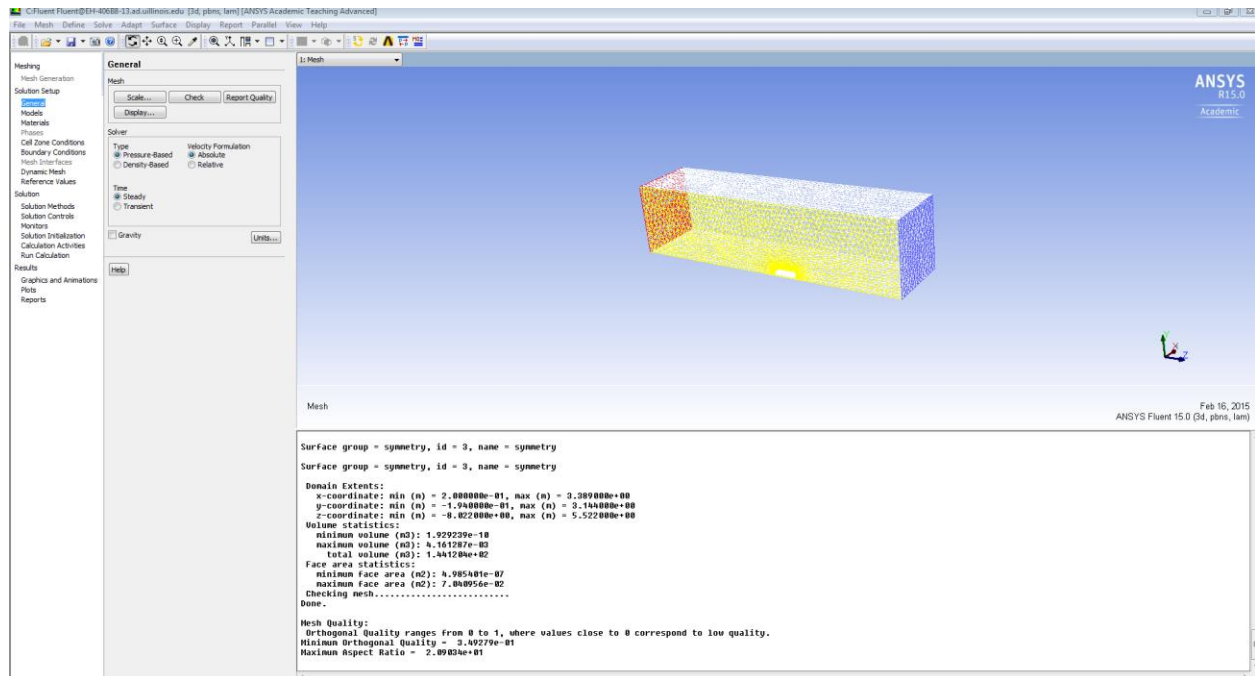 C:Fluent Fluent@EH-406B8-13.ad.uillinois.edu [3d, pbns, lam] [ANSYS Academic Teaching Advanced]
File Mesh Define Solve Adapt Surface Display Report Parallel View Help
Meshing
Mesh Generation
Solution Setup
General
Models
Materials
Phases
Cell Zone Conditions
Boundary Conditions
Mesh Interfaces
Dynamic Mesh
Reference Values
Solution
Solution Methods
Solution Controls
Monitors
Solution Initialization
Calculation Activities
Run Calculation
Results
Graphics and Animations
Plots
Reports
General
Mesh
Scale... Check Report Quality
Display...
Solver
Type Velocity Formulation
Pressure-Based Absolute
Density-Based Relative
Time
Steady
Transient
Gravity Units...
Help
1: Mesh
ANSYS
R15.0
Academic
Y
X
Z
Mesh
Feb 16, 2015
ANSYS Fluent 15.0 (3d, pbns, lam)
Surface group = symmetry, id = 3, name = symmetry
Surface group = symmetry, id = 3, name = symmetry
Domain Extents:
x-coordinate: min (m) = 2.000000e-01, max (m) = 3.389000e+00
y-coordinate: min (m) = -1.940000e-01, max (m) = 3.144000e+00
z-coordinate: min (m) = -8.022000e+00, max (m) = 5.522000e+00
Volume statistics:
minimum volume (m3): 1.929239e-10
maximum volume (m3): 4.161287e-03
total volume (m3): 1.441204e+02
Face area statistics:
minimum face area (m2): 4.985401e-07
maximum face area (m2): 7.040956e-02
Checking mesh..........................
Done.
Mesh Quality:
Orthogonal Quality ranges from 0 to 1, where values close to 0 correspond to low quality.
Minimum Orthogonal Quality = 3.49279e-01
Maximum Aspect Ratio = 2.09034e+01